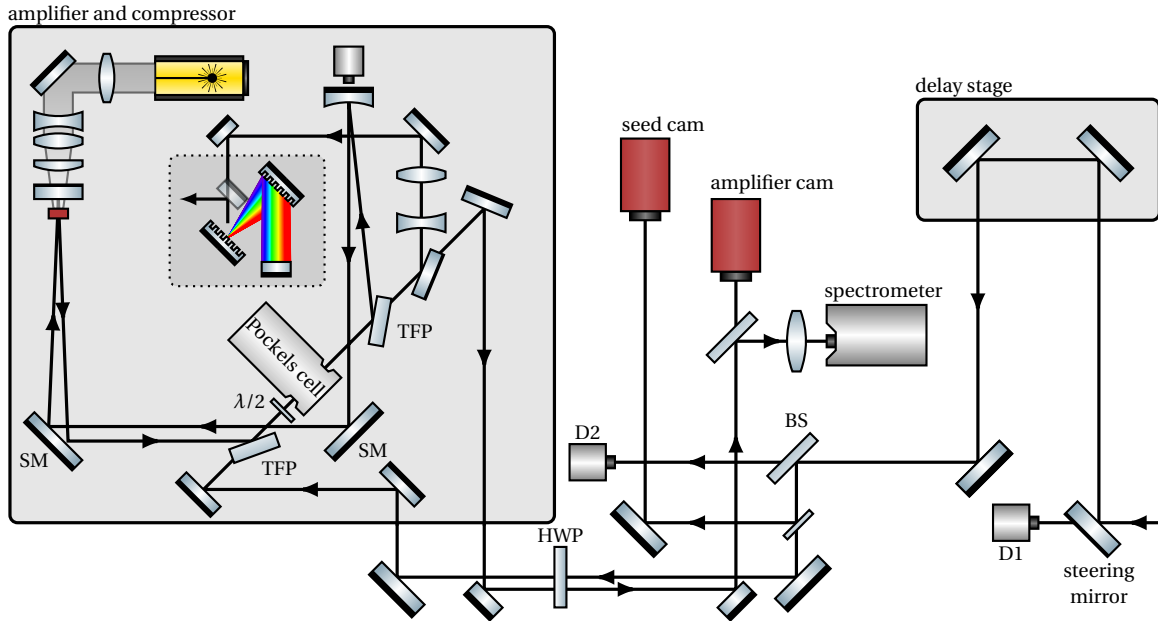 amplifier and compressor
delay stage
seed cam
amplifier cam
spectrometer
TFP
Pockels cell
λ/2
BS
D2
SM
TFP
SM
HWP
D1
steering
mirror